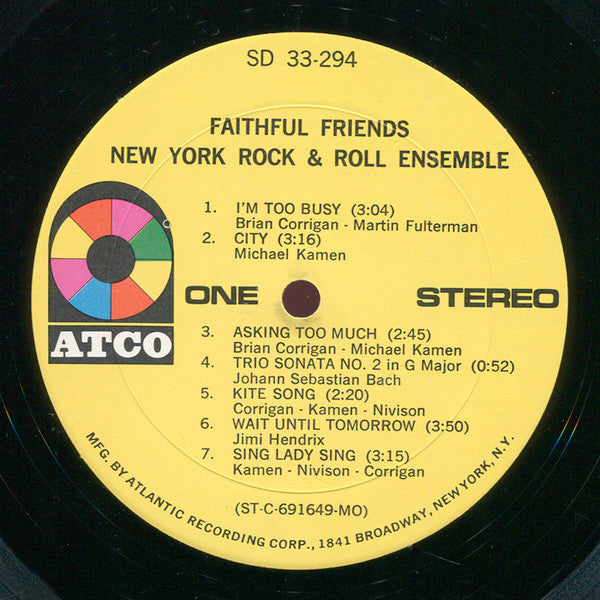 SD 33-294
FAITHFUL FRIENDS
NEW YORK ROCK & ROLL ENSEMBLE
1. I'M TOO BUSY (3:04)
Brian Corrigan - Martin Fulterman
2. CITY (3:16)
Michael Kamen
ONE
STEREO
ATCO
3. ASKING TOO MUCH (2:45)
Brian Corrigan - Michael Kamen
4. TRIO SONATA NO. 2 in G Major (0:52)
Johann Sebastian Bach
5. KITE SONG (2:20)
Corrigan - Kamen - Nivison
6. WAIT UNTIL TOMORROW (3:50)
Jimi Hendrix
7. SING LADY SING (3:15)
Kamen - Nivison - Corrigan
(ST-C-691649-MO)
MFG. BY ATLANTIC RECORDING CORP., 1841 BROADWAY, NEW YORK, N.Y.